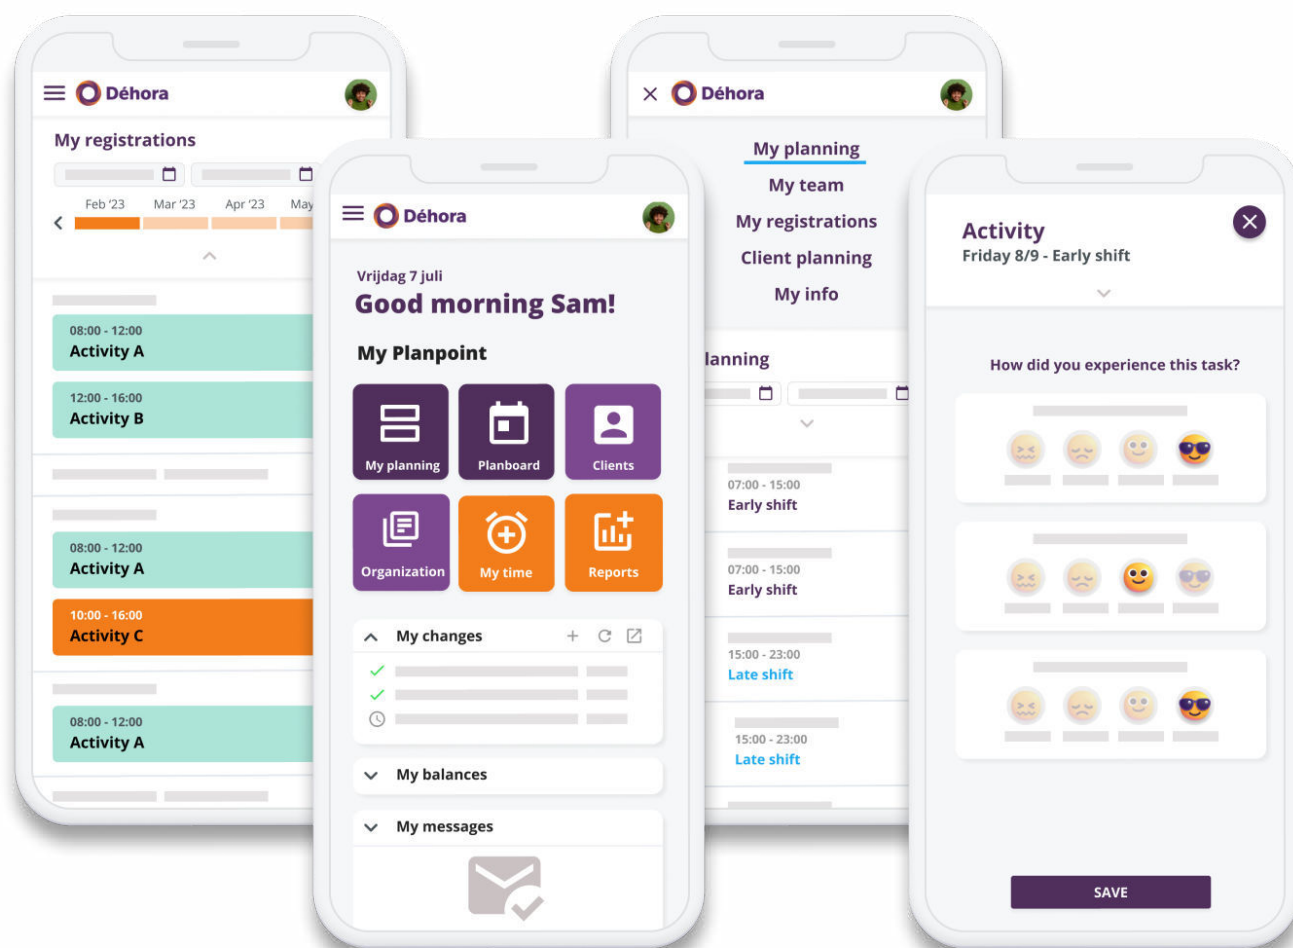 Déhora
My registrations
Feb '23 Mar '23 Apr '23 May
08:00 - 12:00
Activity A
12:00 - 16:00
Activity B
08:00 - 12:00
Activity A
10:00 - 16:00
Activity C
08:00 - 12:00
Activity A
Déhora
Vrijdag 7 juli
Good morning Sam!
My Planpoint
My planning Planboard Clients
Organization My time Reports
My changes
My balances
My messages
Déhora
My planning
My team
My registrations
Client planning
My info
lanning
07:00 - 15:00
Early shift
07:00 - 15:00
Early shift
15:00 - 23:00
Late shift
15:00 - 23:00
Late shift
Activity
Friday 8/9 - Early shift
How did you experience this task?
SAVE